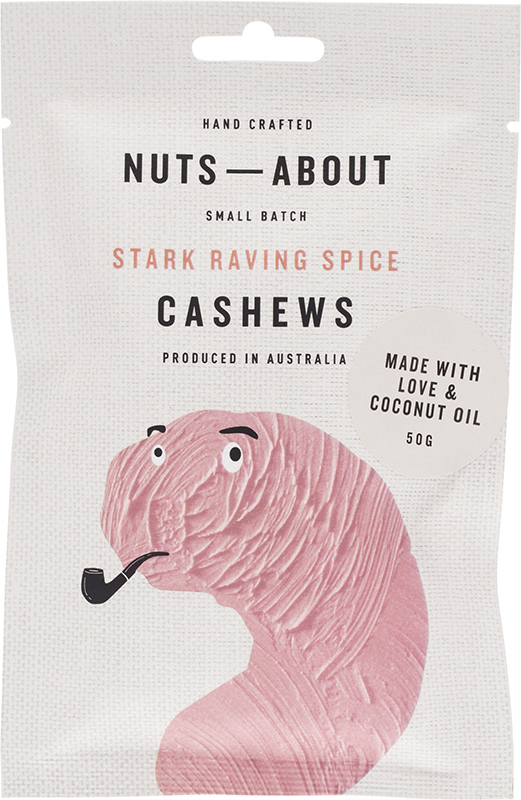 HAND CRAFTED
NUTS—ABOUT
SMALL BATCH
STARK RAVING SPICE
CASHEWS
PRODUCED IN AUSTRALIA
MADE WITH
LOVE &
COCONUT OIL
50G